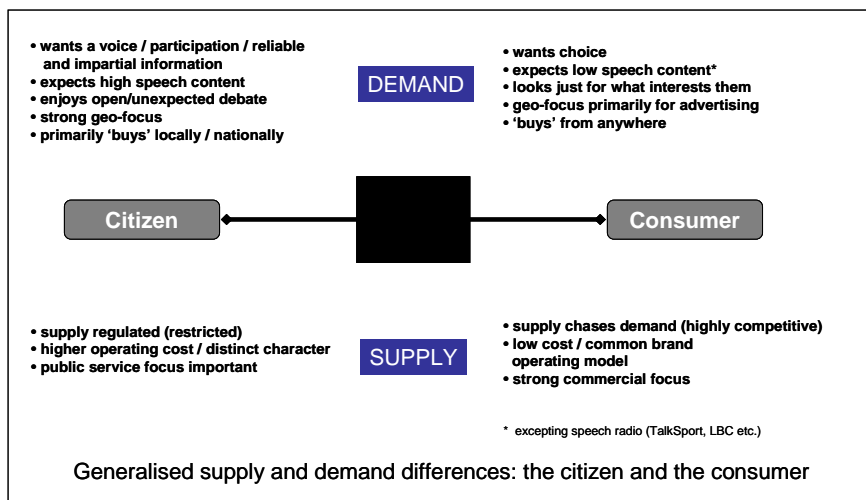 • wants a voice / participation / reliable
and impartial information
• expects high speech content
• enjoys open/unexpected debate
• strong geo-focus
• primarily ‘buys’ locally / nationally
DEMAND
• wants choice
• expects low speech content*
• looks just for what interests them
• geo-focus primarily for advertising
• ‘buys’ from anywhere
Citizen
Consumer
• supply regulated (restricted)
• higher operating cost / distinct character
• public service focus important
SUPPLY
• supply chases demand (highly competitive)
• low cost / common brand
operating model
• strong commercial focus
* excepting speech radio (TalkSport, LBC etc.)
Generalised supply and demand differences: the citizen and the consumer